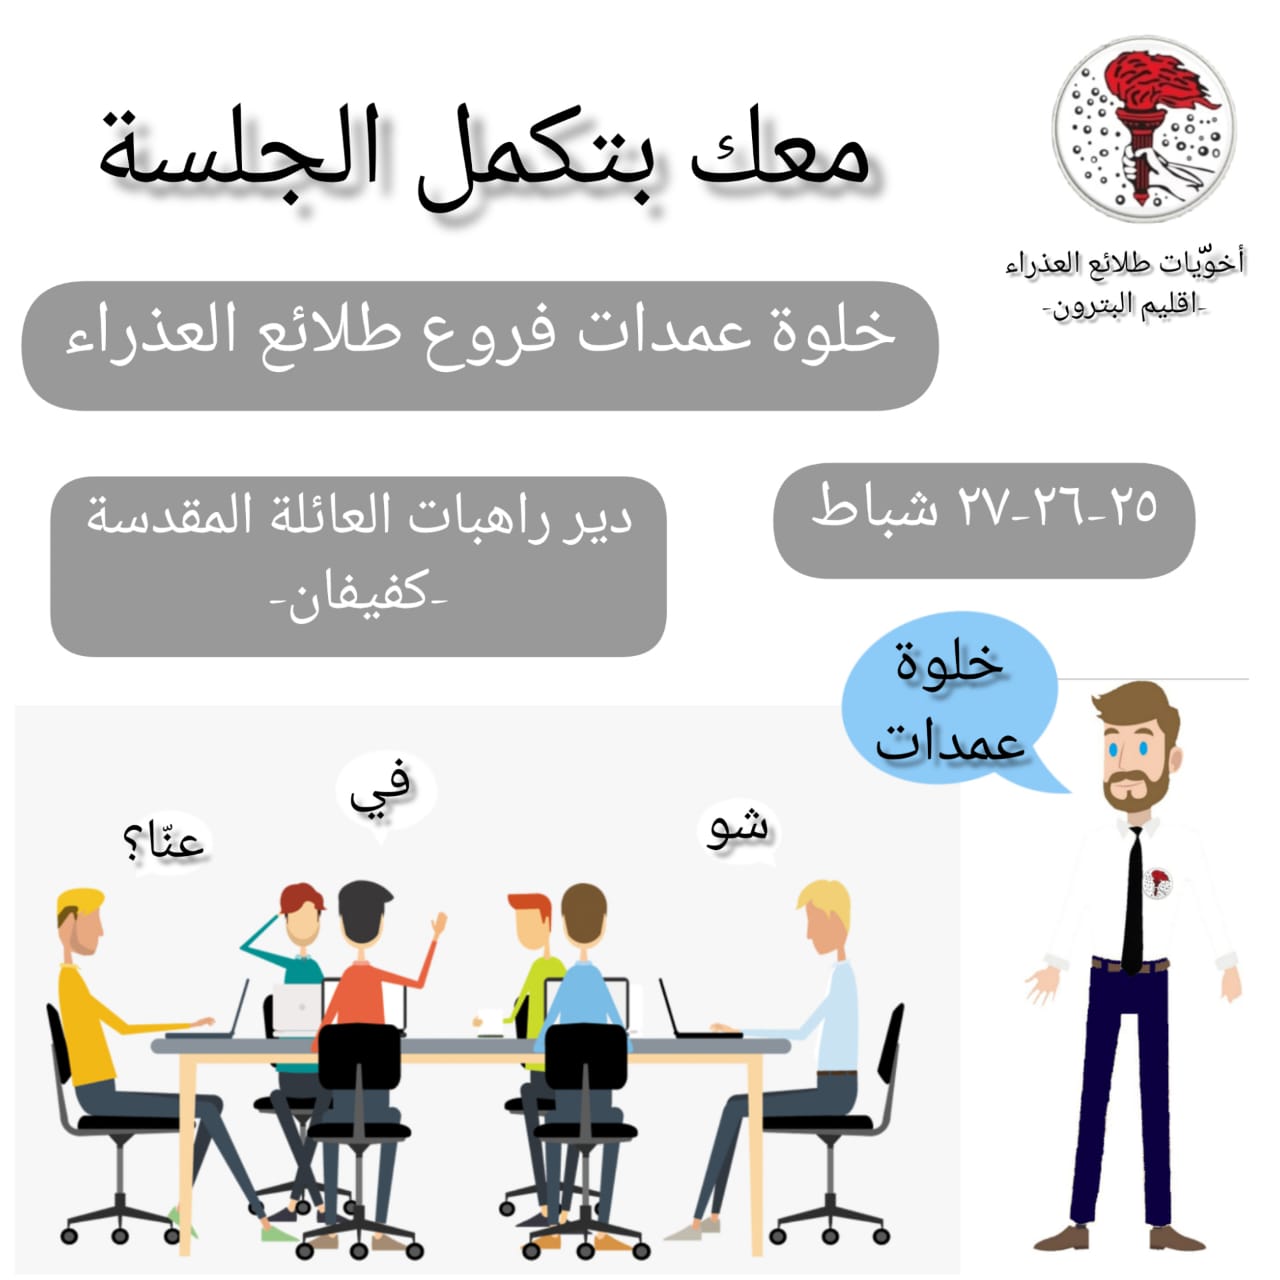 معك بتكمل الجلسة
أخويّات طلائع العذراء
-اقليم البترون-
خلوة عمدات فروع طلائع العذراء
٢٥-٢٦-٢٧ شباط
دير راهبات العائلة المقدسة
-كفيفان-
خلوة
عمدات
شو
في
عنّا؟